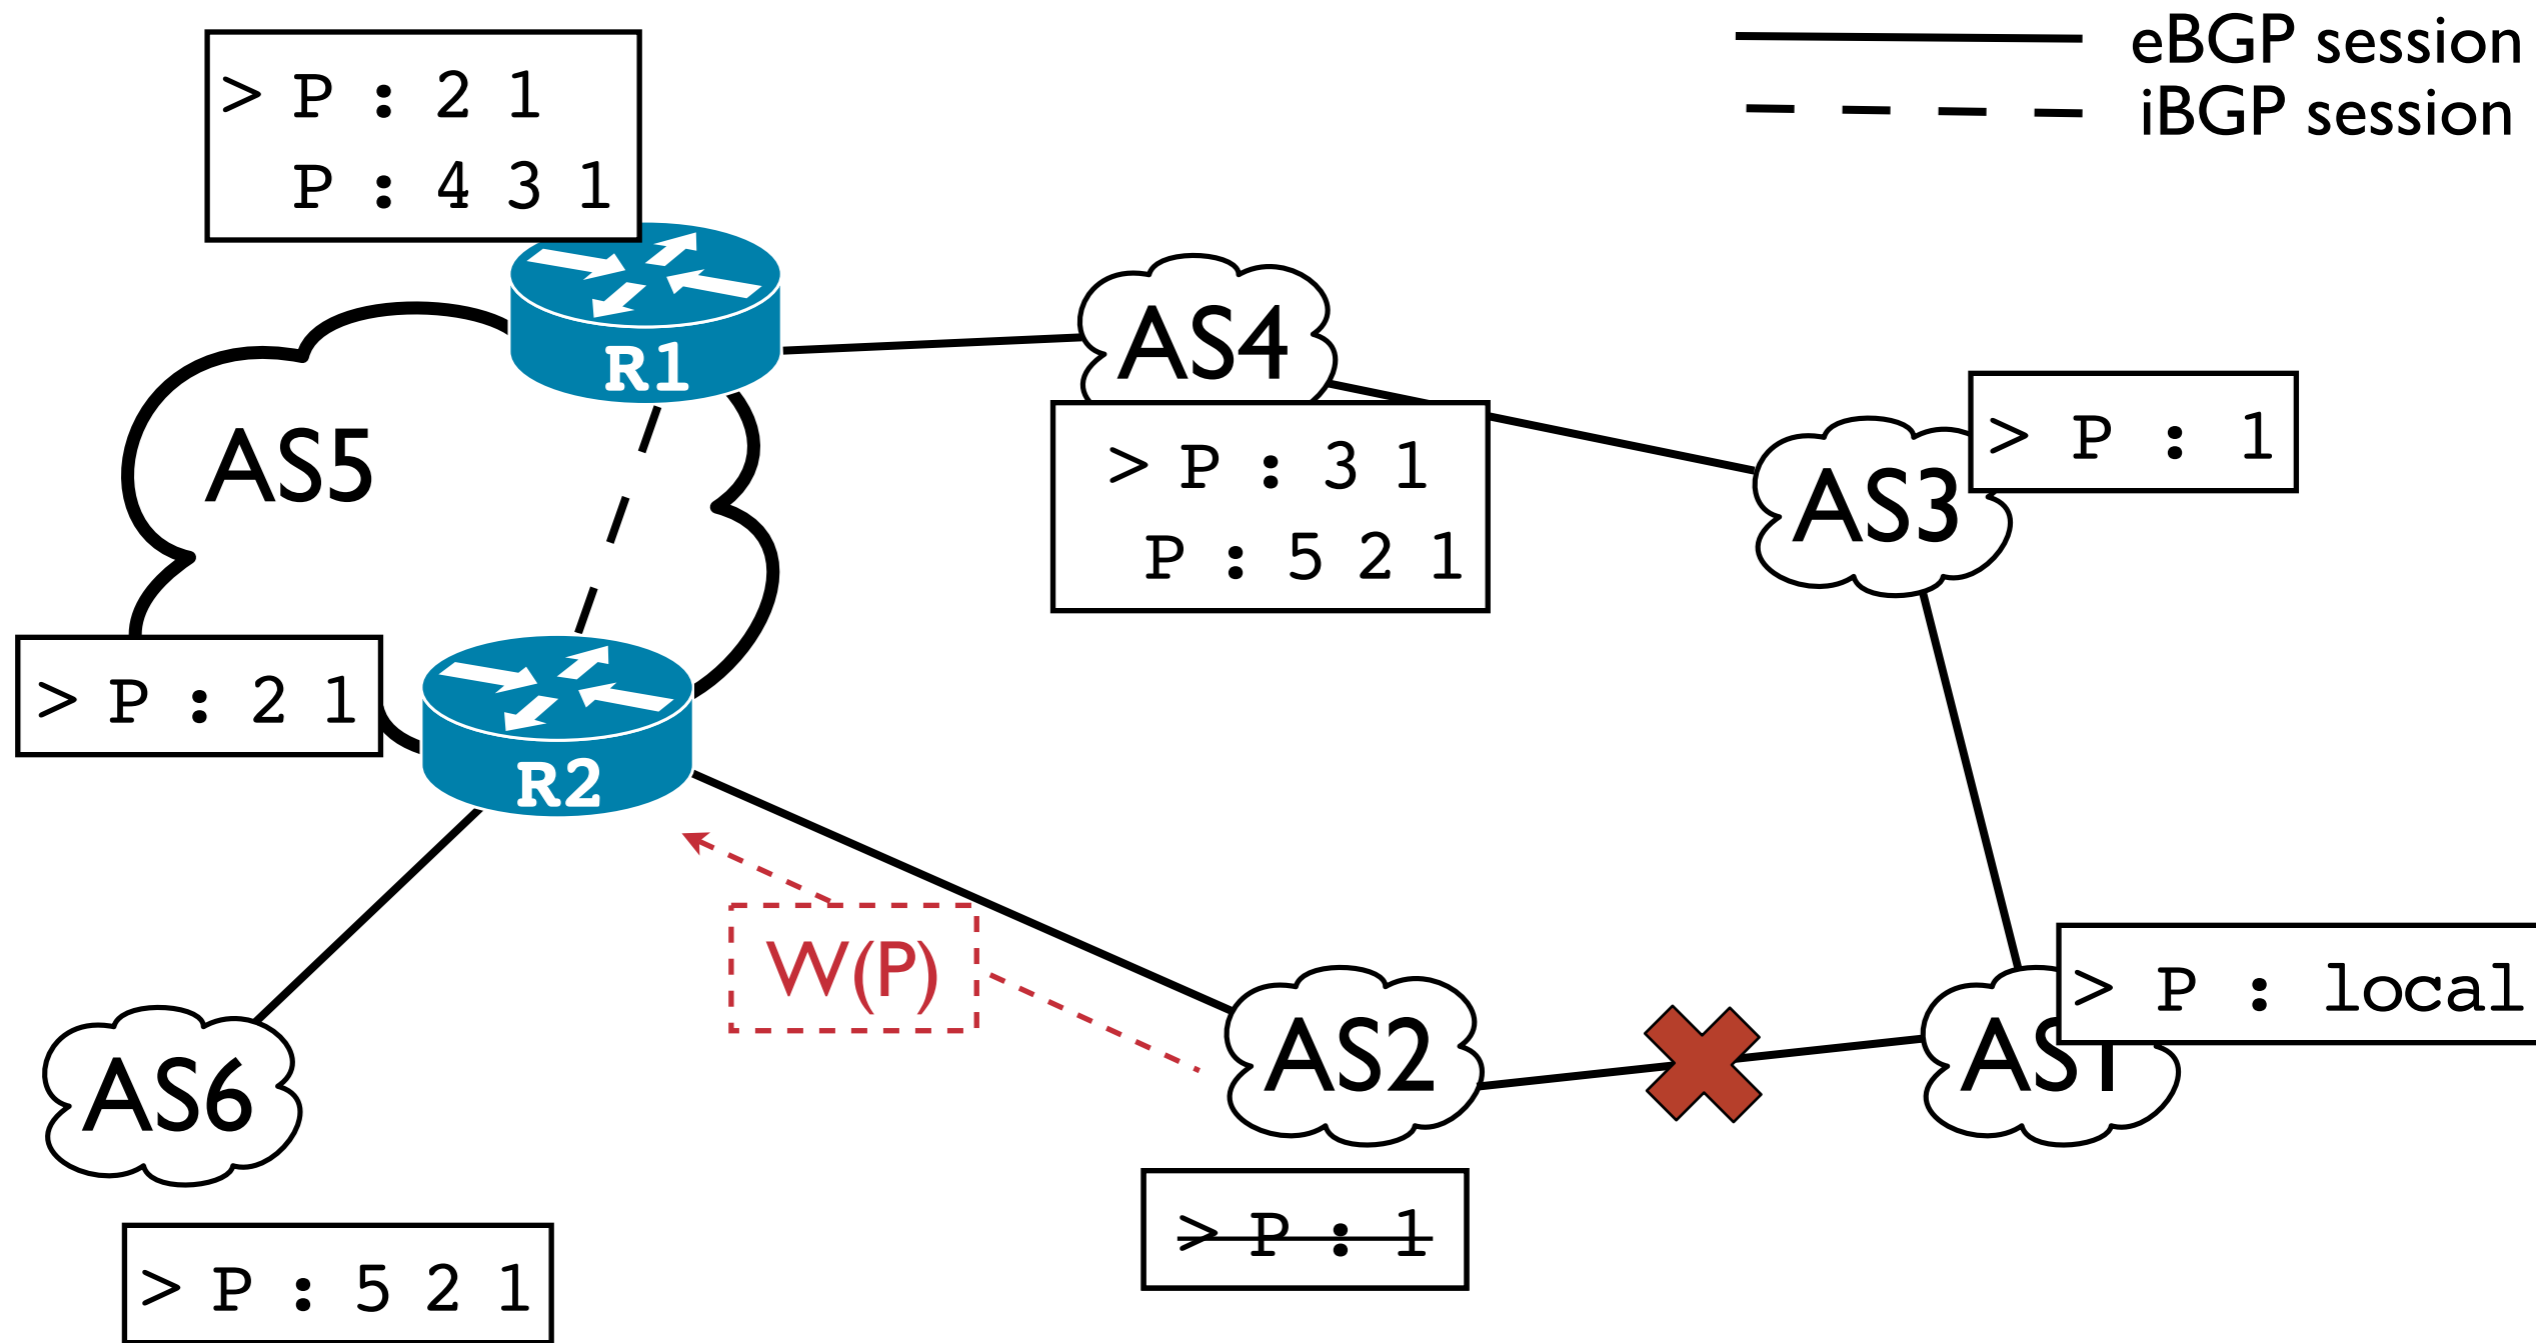 eBGP session
iBGP session
> P : 2 1
P : 4 3 1
R1
AS4
> P : 3 1
P : 5 2 1
AS3
> P : 1
AS5
> P : 2 1
R2
W(P)
AS2
> P : 1
AS1
> P : local
AS6
> P : 5 2 1